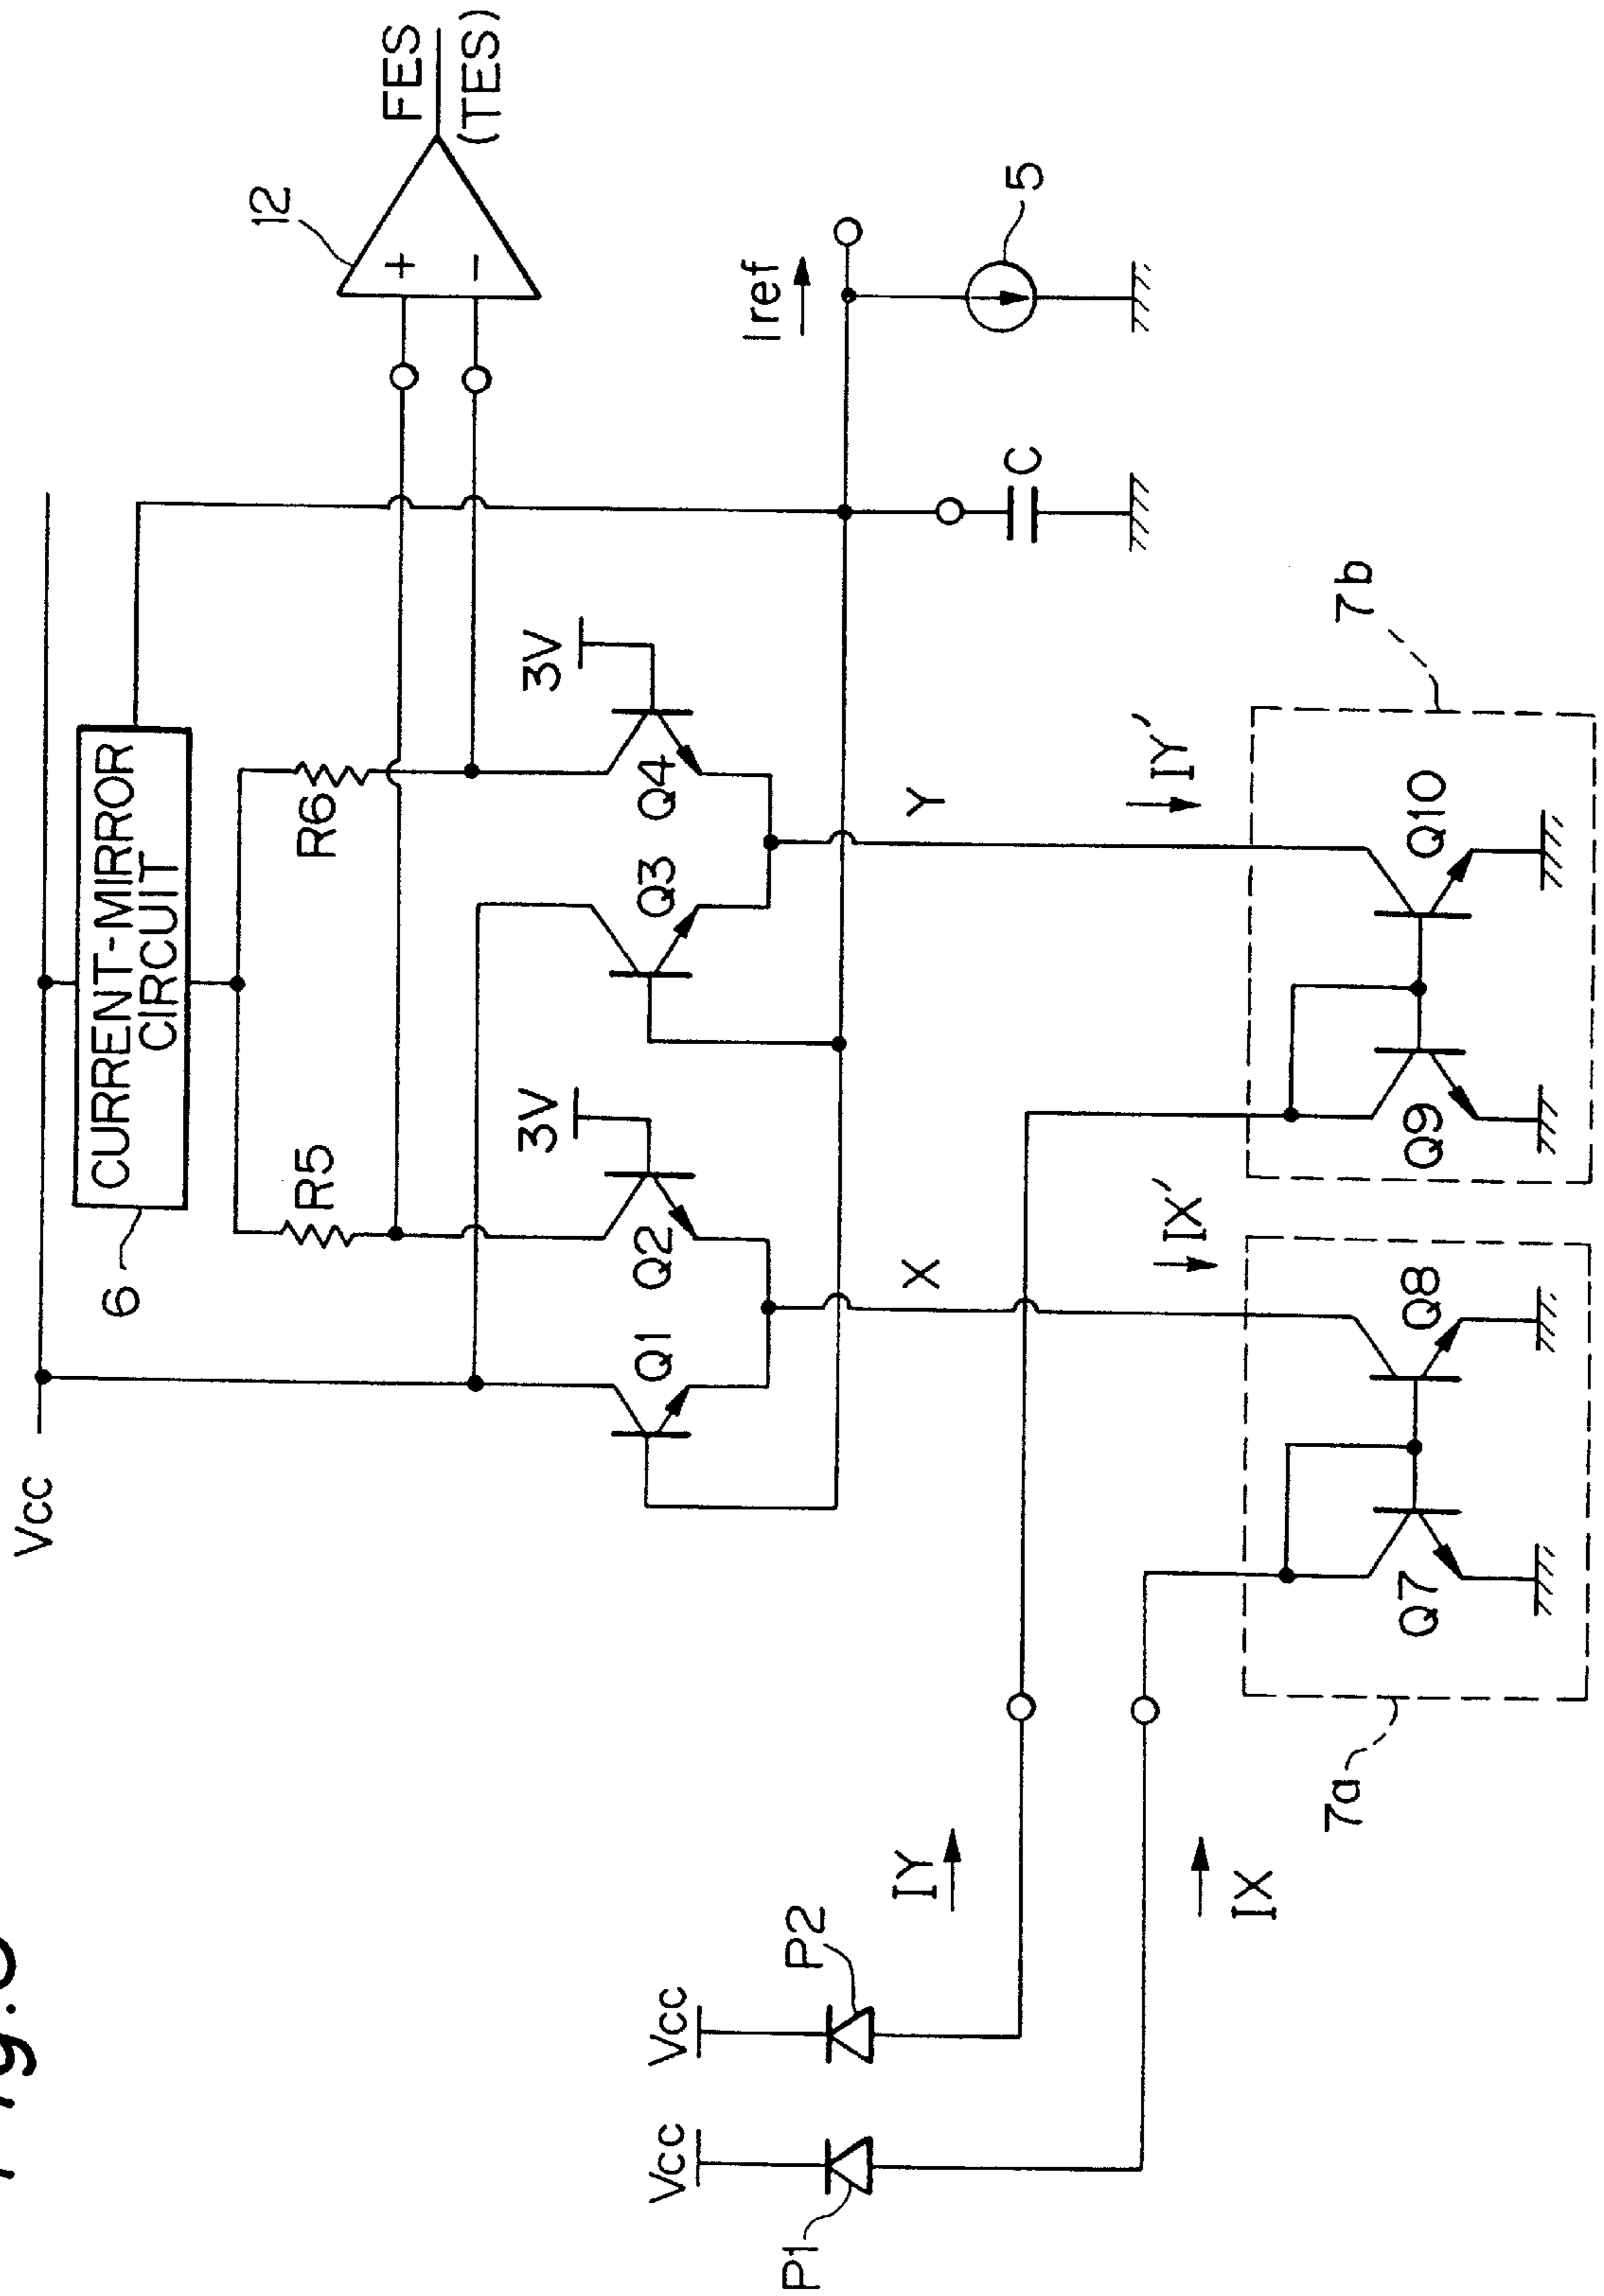 Vcc
CURRENT-MIRROR
CIRCUIT
6
R5
R6
12
+
-
FES
(TES)
3V
3V
Q1
Q2
Q3
Q4
Iref
5
C
X
Y
IX'
IY'
7b
Vcc
Vcc
P1
P2
IY
IX
7a
Q7
Q8
Q9
Q10